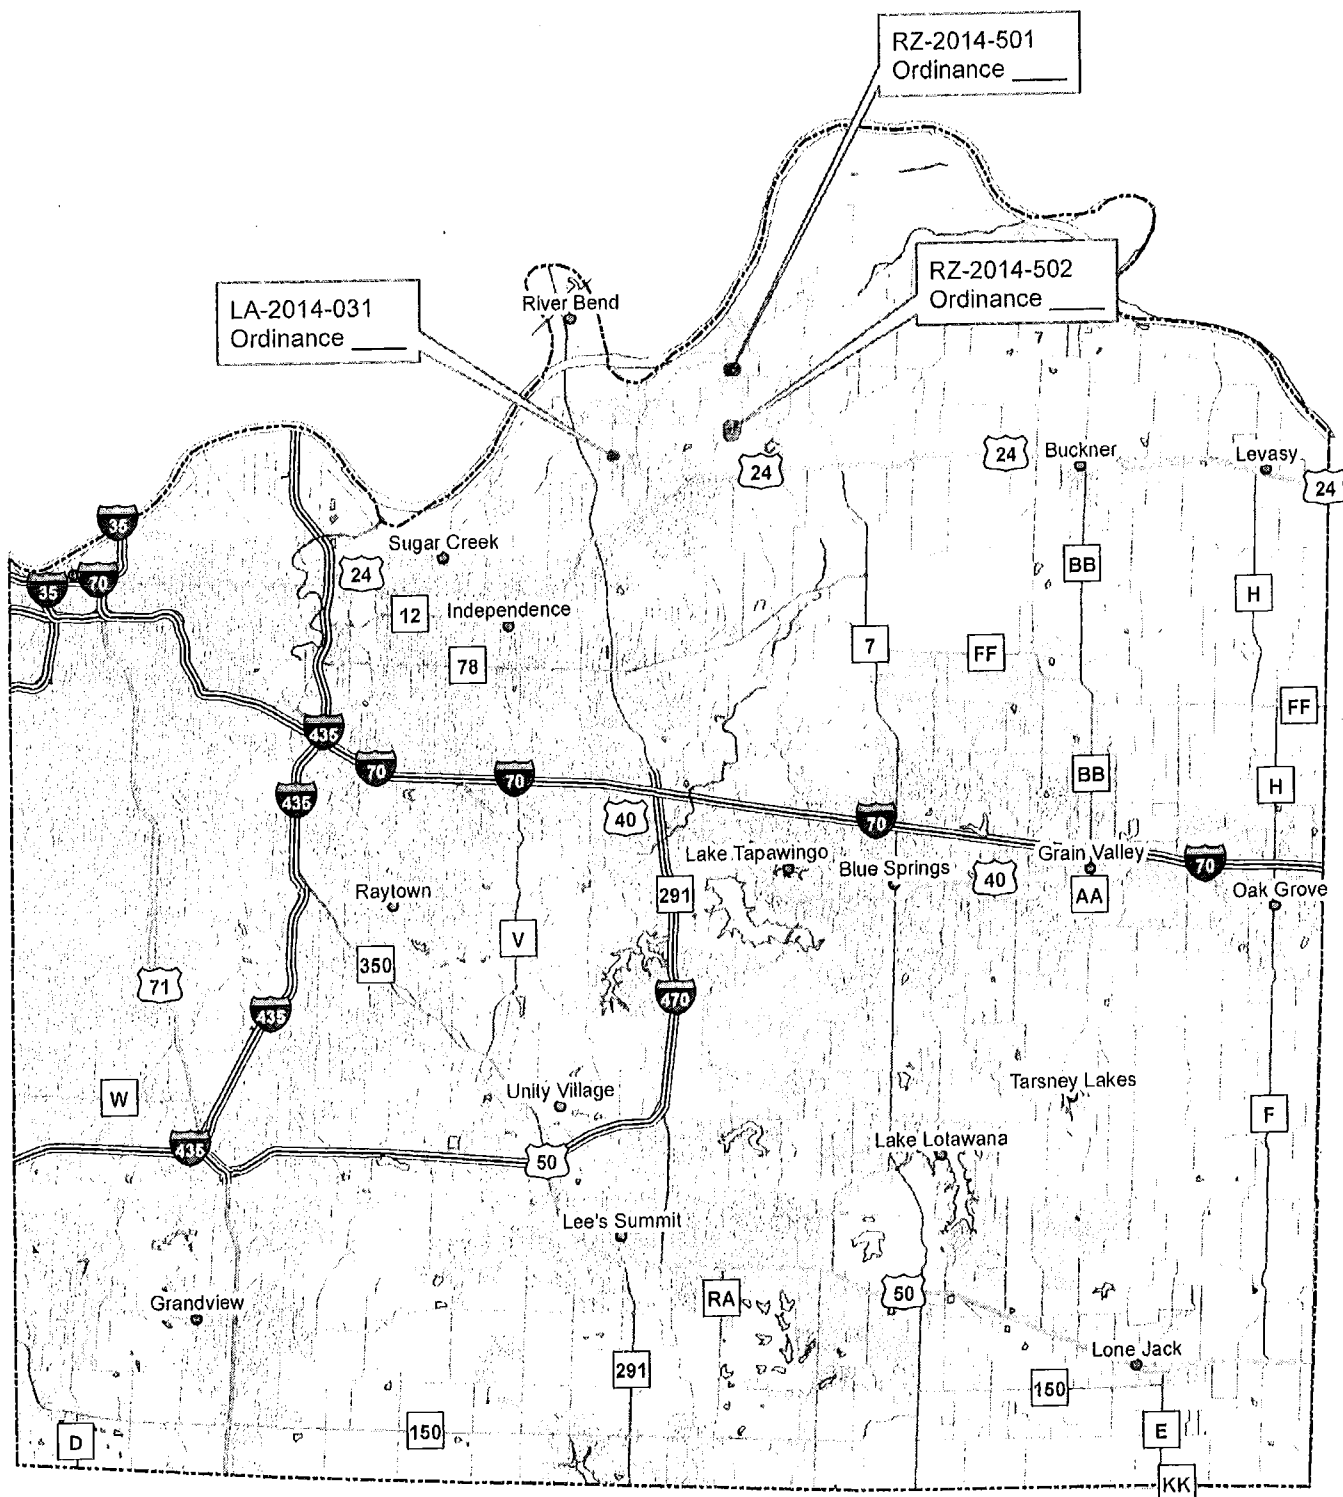 RZ-2014-501
Ordinance ____
RZ-2014-502
Ordinance ____
LA-2014-031
Ordinance ____
River Bend
24
24
Buckner
Levasy
24
35
Sugar Creek
35
70
24
BB
12
Independence
H
7
FF
78
FF
435
70
70
BB
H
435
40
70
Lake Tapawingo
Blue Springs
Grain Valley
70
40
Raytown
291
AA
Oak Grove
V
350
71
470
435
Tarsney Lakes
Unity Village
W
F
435
Lake Lotawana
50
Lee's Summit
50
RA
Grandview
Lone Jack
291
150
150
D
E
KK